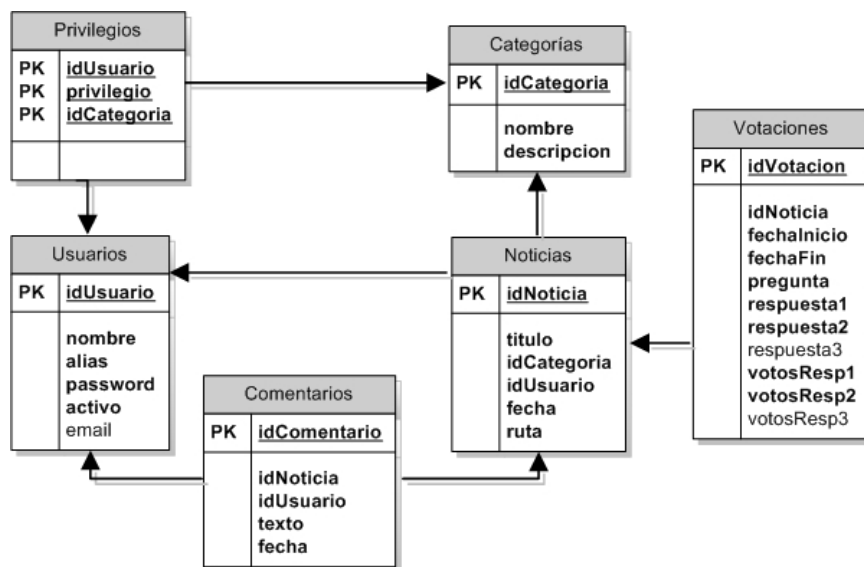 Privilegios
PK idUsuario
PK privilegio
PK idCategoria
Categorías
PK idCategoria
nombre
descripcion
Votaciones
PK idVotacion
idNoticia
fechaInicio
fechaFin
pregunta
respuesta1
respuesta2
respuesta3
votosResp1
votosResp2
votosResp3
Usuarios
PK idUsuario
nombre
alias
password
activo
email
Noticias
PK idNoticia
titulo
idCategoria
idUsuario
fecha
ruta
Comentarios
PK idComentario
idNoticia
idUsuario
texto
fecha